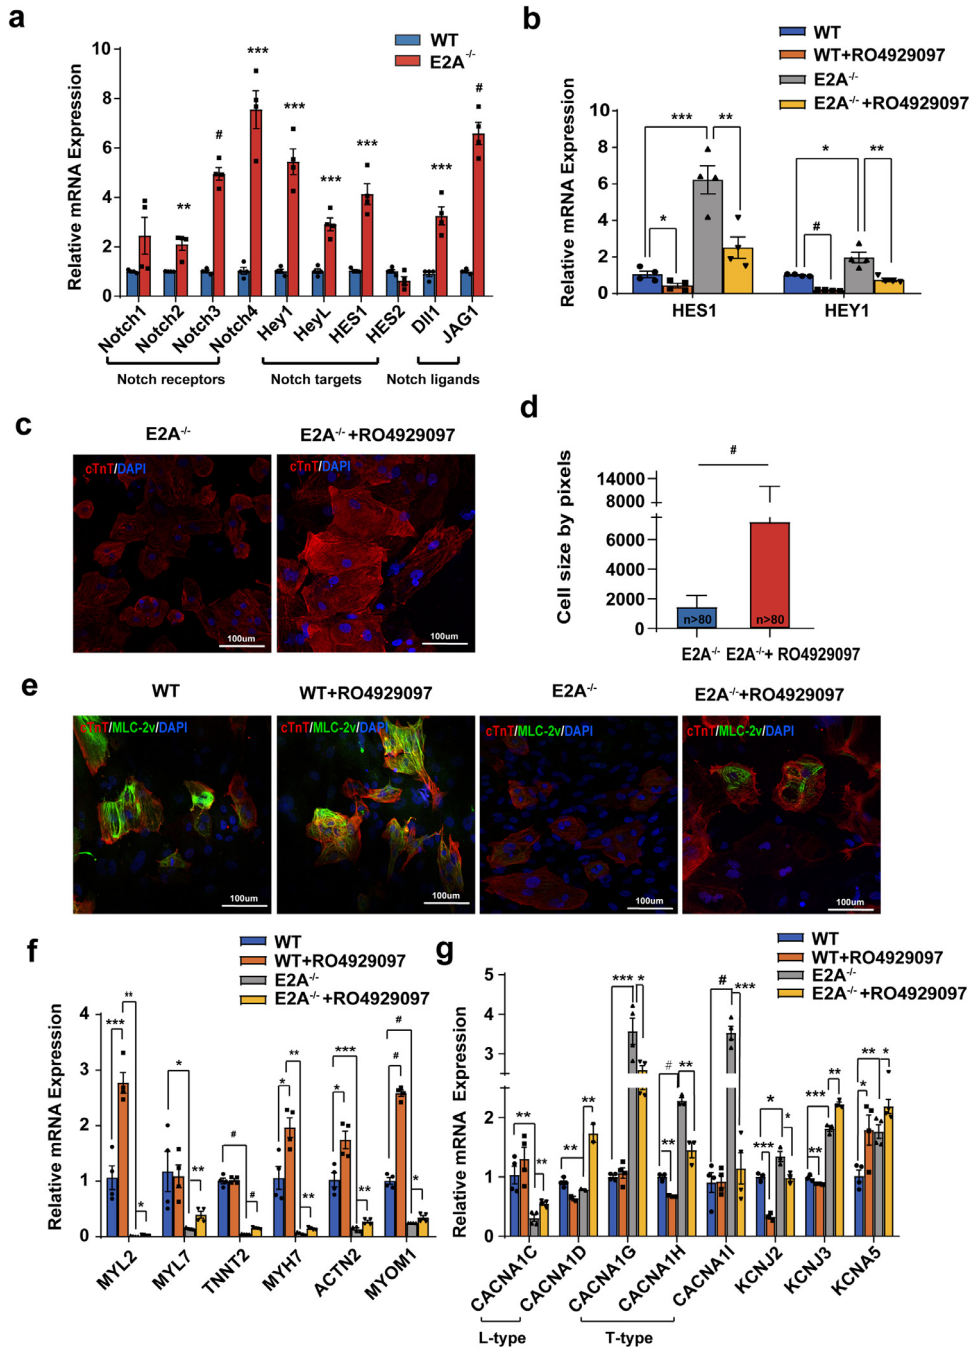 a
WT
E2A-/-
Relative mRNA Expression
10
8
6
4
2
0
*** # *** *** *** ** *** #
Notch1 Notch2 Notch3 Notch4 Hey1 HeyL HES1 HES2 Dll1 JAG1
Notch receptors Notch targets Notch ligands
b
WT
WT+RO4929097
E2A-/-
E2A-/-+RO4929097
Relative mRNA Expression
10
8
6
4
2
0
*** ** * * ** #
HES1 HEY1
c
E2A-/- E2A-/-+RO4929097
cTnT/DAPI cTnT/DAPI
100um 100um
d
#
Cell size by pixels
14000
8000
6000
4000
2000
0
n>80 n>80
E2A-/- E2A-/-+ RO4929097
e
WT WT+RO4929097 E2A-/- E2A-/-+RO4929097
cTnT/MLC-2v/DAPI cTnT/MLC-2v/DAPI cTnT/MLC-2v/DAPI cTnT/MLC-2v/DAPI
100um 100um 100um 100um
f
WT
WT+RO4929097
E2A-/-
E2A-/-+RO4929097
Relative mRNA Expression
4
3
2
1
0
*** ** * * ** # # * ** ** *** * ** # # *
MYL2 MYL7 TNNT2 MYH7 ACTN2 MYOM1
g
WT
WT+RO4929097
E2A-/-
E2A-/-+RO4929097
Relative mRNA Expression
5
4
3
2
1
0
** ** ** ** *** * # ** ** # *** * *** * *** ** ** ** * *
CACNA1C CACNA1D CACNA1G CACNA1H CACNA1I KCNJ2 KCNJ3 KCNA5
L-type T-type